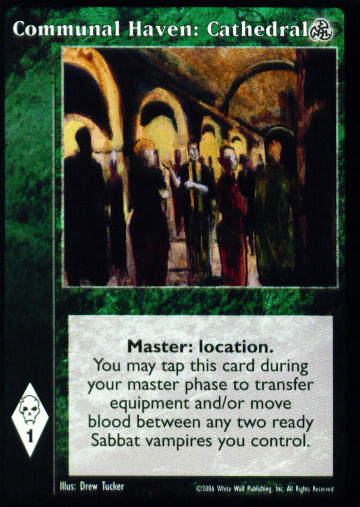 Communal Haven: Cathedral
Master: location.
You may tap this card during
your master phase to transfer
equipment and/or move
blood between any two ready
Sabbat vampires you control.
1
Illus: Drew Tucker
©2006 White Wolf Publishing, Inc. All Rights Reserved